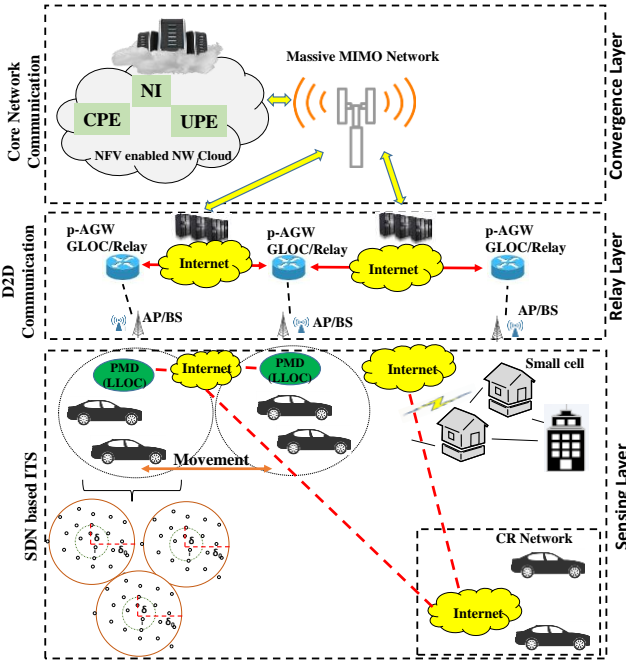 Core Network
Communication
Convergence Layer
Massive MIMO Network
NI
CPE
UPE
NFV enabled NW Cloud
D2D
Communication
Relay Layer
p-AGW
GLOC/Relay
p-AGW
GLOC/Relay
p-AGW
GLOC/Relay
Internet
Internet
AP/BS
AP/BS
AP/BS
SDN based ITS
Sensing Layer
PMD
(LLOC)
Internet
PMD
(LLOC)
Internet
Small cell
Movement
δ
δ
δ
δ
δ
δ
CR Network
Internet